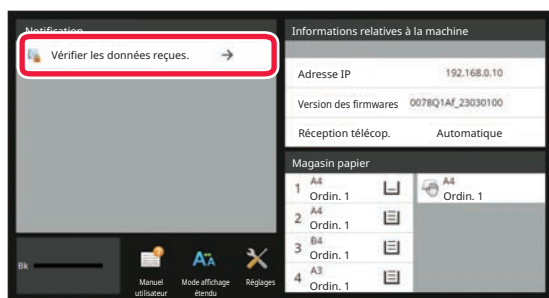 Notification
Vérifier les données reçues.
Informations relatives à la machine
Adresse IP 192.168.0.10
Version des firmwares 0078Q1Af_23030100
Réception télécop. Automatique
Magasin papier
1 A4
Ordin. 1
A4
Ordin. 1
2 A4
Ordin. 1
3 B4
Ordin. 1
4 A3
Ordin. 1
Bk
Manuel
utilisateur
Mode affichage
étendu
Réglages